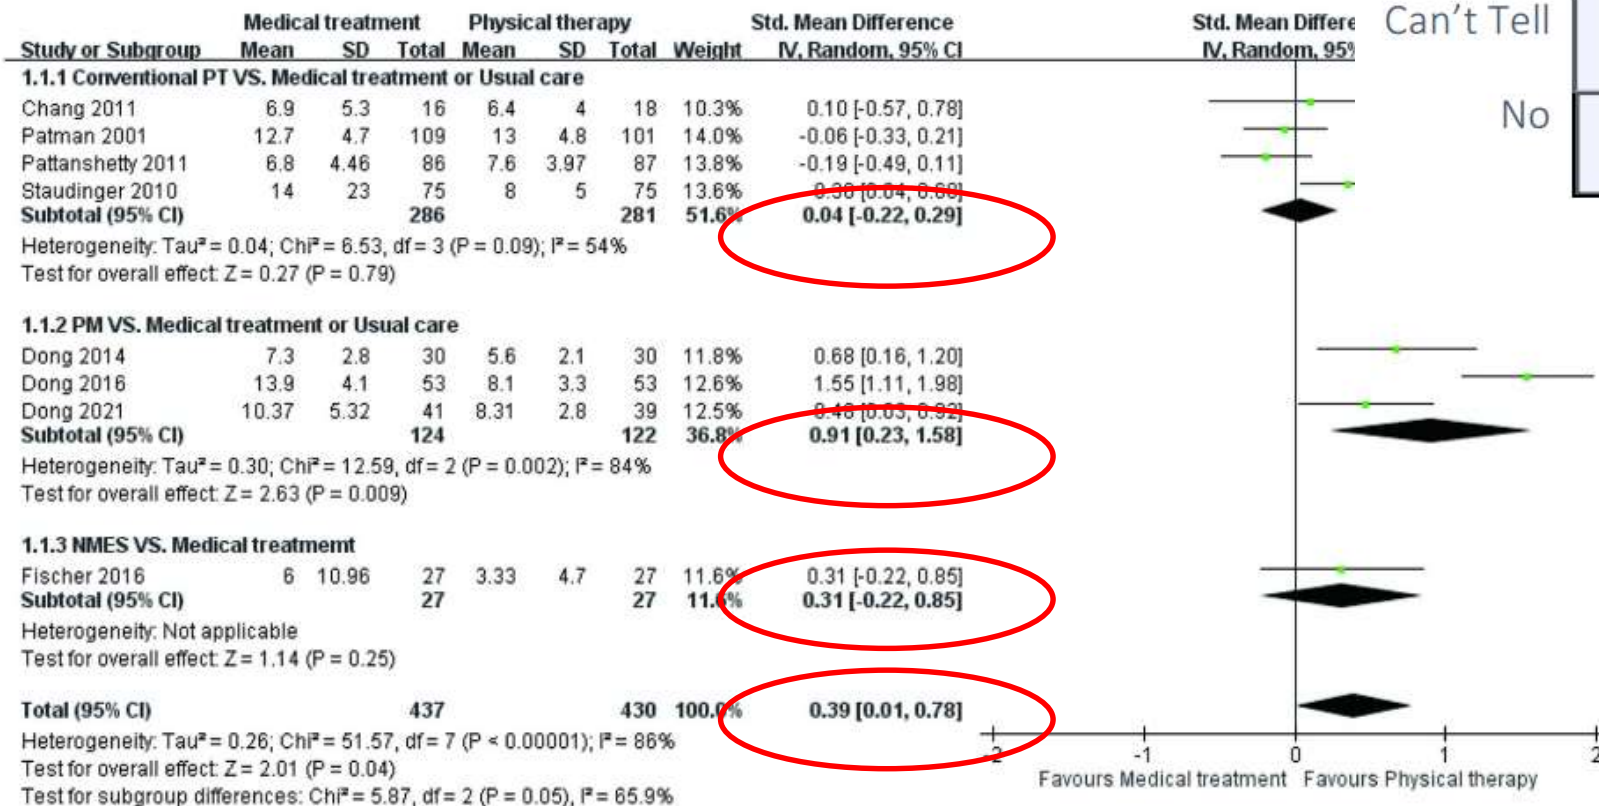 Medical treatment Physical therapy Std. Mean Difference Std. Mean Differe
Study or Subgroup Mean SD Total Mean SD Total Weight IV, Random, 95% CI IV, Random, 95%
1.1.1 Conventional PT VS. Medical treatment or Usual care
Chang 2011 6.9 5.3 16 6.4 4 18 10.3% 0.10 [-0.57, 0.78]
Patman 2001 12.7 4.7 109 13 4.8 101 14.0% -0.06 [-0.33, 0.21]
Pattanshetty 2011 6.8 4.46 86 7.6 3.97 87 13.8% -0.19 [-0.49, 0.11]
Staudinger 2010 14 23 75 8 5 75 13.6%
Subtotal (95% CI) 286 281 51.6% 0.04 [-0.22, 0.29]
Heterogeneity: Tau² = 0.04; Chi² = 6.53, df = 3 (P = 0.09); I² = 54%
Test for overall effect: Z = 0.27 (P = 0.79)
1.1.2 PM VS. Medical treatment or Usual care
Dong 2014 7.3 2.8 30 5.6 2.1 30 11.8% 0.68 [0.16, 1.20]
Dong 2016 13.9 4.1 53 8.1 3.3 53 12.6% 1.55 [1.11, 1.98]
Dong 2021 10.37 5.32 41 8.31 2.8 39 12.5%
Subtotal (95% CI) 124 122 36.8% 0.91 [0.23, 1.58]
Heterogeneity: Tau² = 0.30; Chi² = 12.59, df = 2 (P = 0.002); I² = 84%
Test for overall effect: Z = 2.63 (P = 0.009)
1.1.3 NMES VS. Medical treatmemt
Fischer 2016 6 10.96 27 3.33 4.7 27 11.6% 0.31 [-0.22, 0.85]
Subtotal (95% CI) 27 27 11.6% 0.31 [-0.22, 0.85]
Heterogeneity: Not applicable
Test for overall effect: Z = 1.14 (P = 0.25)
Total (95% CI) 437 430 100.0% 0.39 [0.01, 0.78]
Heterogeneity: Tau² = 0.26; Chi² = 51.57, df = 7 (P < 0.00001); I² = 86%
Test for overall effect: Z = 2.01 (P = 0.04)
Test for subgroup differences: Chi² = 5.87, df = 2 (P = 0.05), I² = 65.9%
-2 -1 0 1 2
Favours Medical treatment Favours Physical therapy
Can't Tell
No